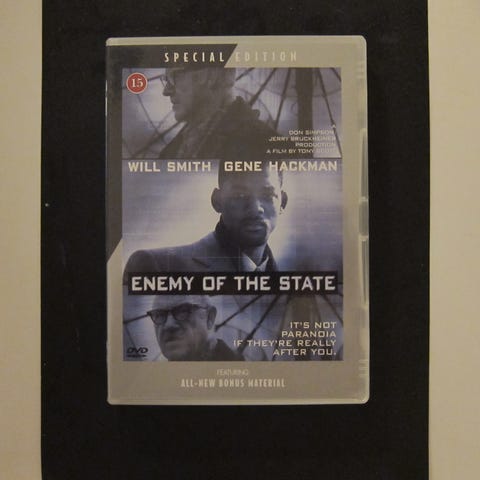 SPECIAL EDITION
15
A
DON SIMPSON
JERRY BRUCKHEIMER
PRODUCTION
A FILM BY TONY SCOTT
WILL SMITH GENE HACKMAN
ENEMY OF THE STATE
IT'S NOT
PARANOIA
IF THEY'RE REALLY
AFTER YOU.
DVD
FEATURING:
ALL-NEW BONUS MATERIAL